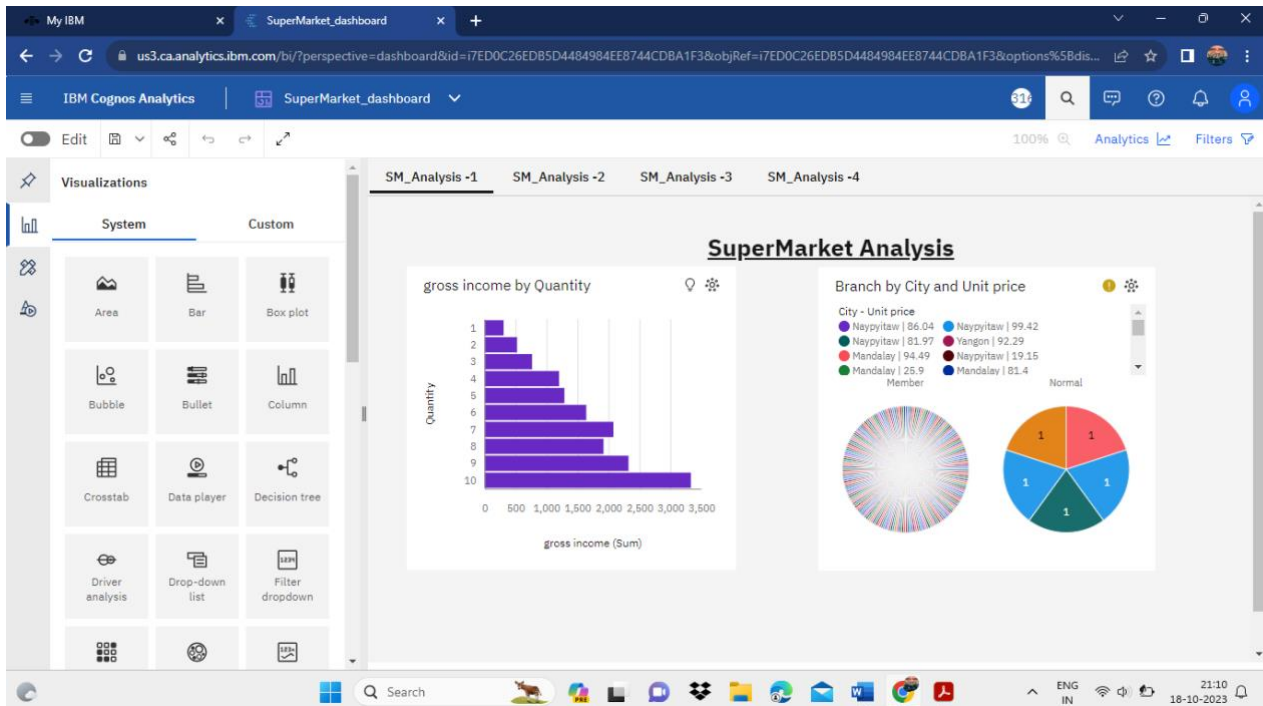 My IBM
SuperMarket_dashboard
us3.ca.analytics.ibm.com/bi/?perspective=dashboard&id=i7ED0C26EDB5D4484984EE8744CDBA1F3&objRef=i7ED0C26EDB5D4484984EE8744CDBA1F3&options%5Bdis...
IBM Cognos Analytics
SuperMarket_dashboard
316
Edit
100%
Analytics
Filters
Visualizations
System
Custom
Area
Bar
Box plot
Bubble
Bullet
Column
Crosstab
Data player
Decision tree
Driver analysis
Drop-down list
Filter dropdown
SM_Analysis -1
SM_Analysis -2
SM_Analysis -3
SM_Analysis -4
SuperMarket Analysis
gross income by Quantity
Quantity
1
2
3
4
5
6
7
8
9
10
0 500 1,000 1,500 2,000 2,500 3,000 3,500
gross income (Sum)
Branch by City and Unit price
City - Unit price
Naypyitaw | 86.04 Naypyitaw | 99.42
Naypyitaw | 81.97 Yangon | 92.29
Mandalay | 94.49 Naypyitaw | 19.15
Mandalay | 25.9 Mandalay | 81.4
Member
Normal
1
1
1
1
1
Search
PRE
ENG
IN
21:10
18-10-2023